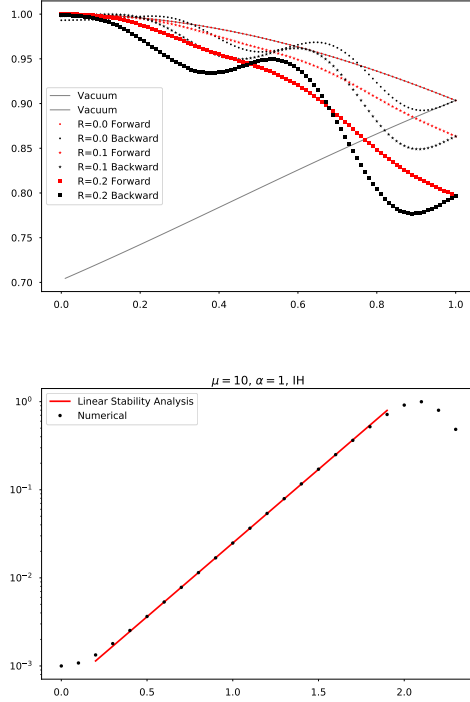 1.00
0.95
0.90
0.85
0.80
0.75
0.70
Vacuum
Vacuum
R=0.0 Forward
R=0.0 Backward
R=0.1 Forward
R=0.1 Backward
R=0.2 Forward
R=0.2 Backward
0.0 0.2 0.4 0.6 0.8 1.0
μ = 10, α = 1, IH
Linear Stability Analysis
Numerical
10⁰
10⁻¹
10⁻²
10⁻³
0.0 0.5 1.0 1.5 2.0